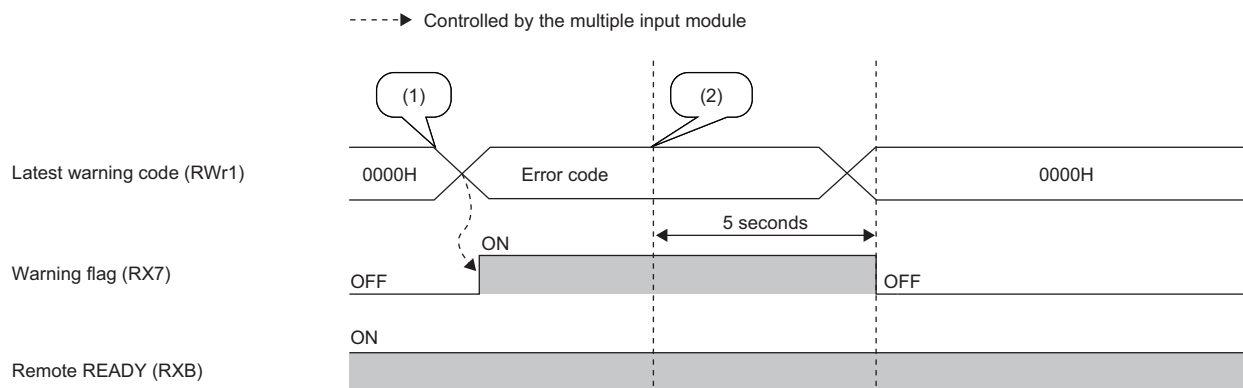 Controlled by the multiple input module
(1)
(2)
Latest warning code (RWr1)
0000H
Error code
0000H
5 seconds
ON
Warning flag (RX7)
OFF
OFF
ON
Remote READY (RXB)